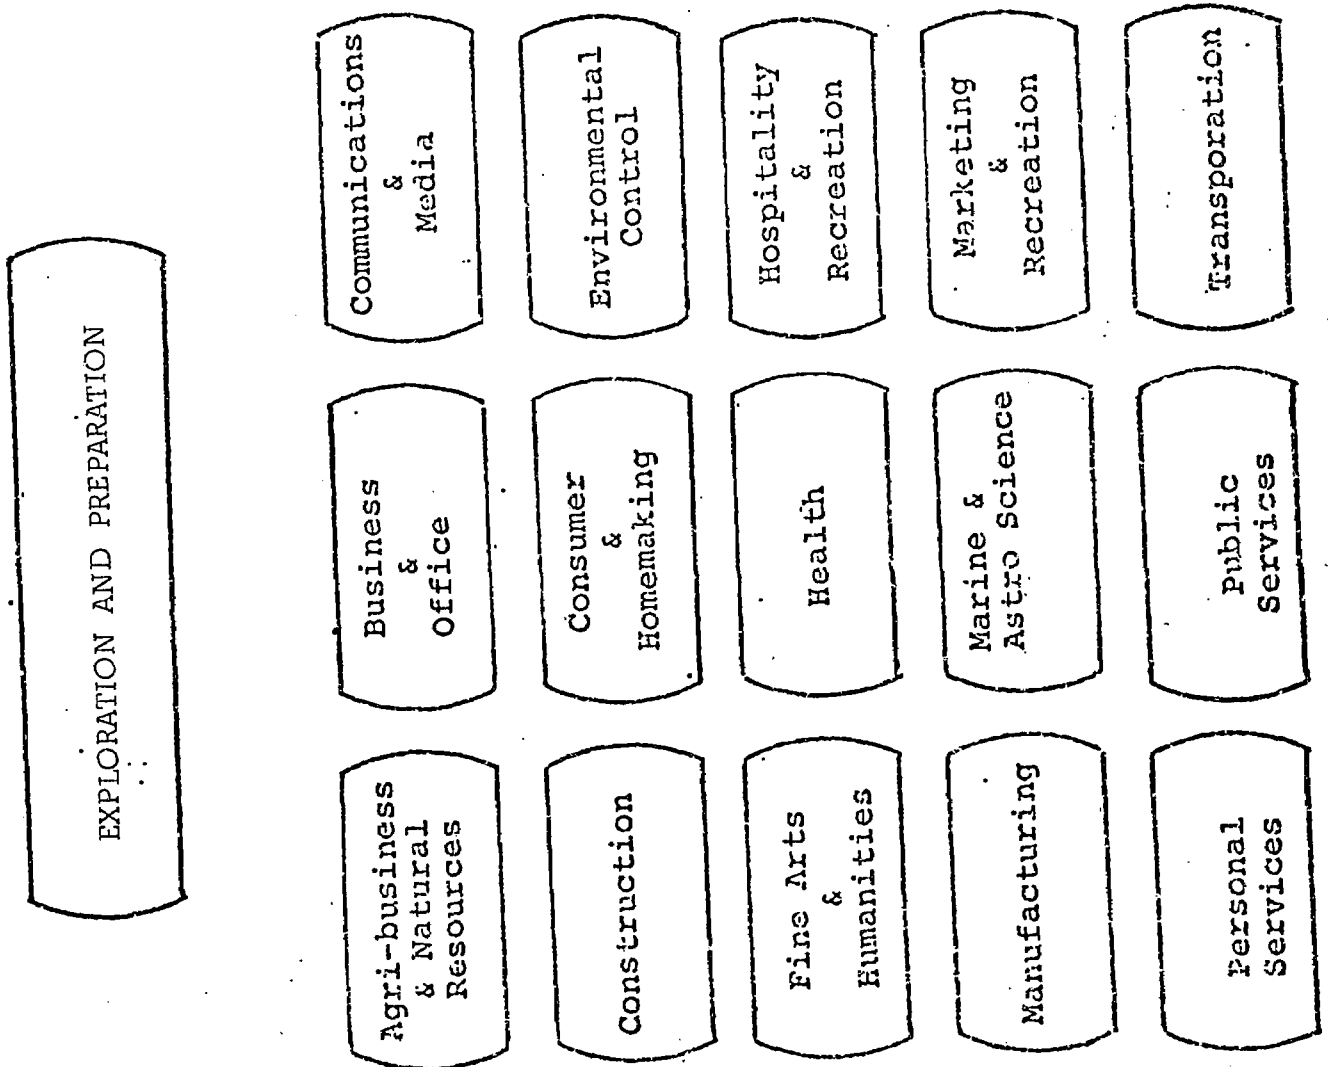 EXPLORATION AND PREPARATION
Agri-business
& Natural
Resources
Business
&
Office
Communications
&
Media
Construction
Consumer
&
Homemaking
Environmental
Control
Fine Arts
&
Humanities
Health
Hospitality
&
Recreation
Manufacturing
Marine &
Astro Science
Marketing
&
Recreation
Personal
Services
Public
Services
Transporation